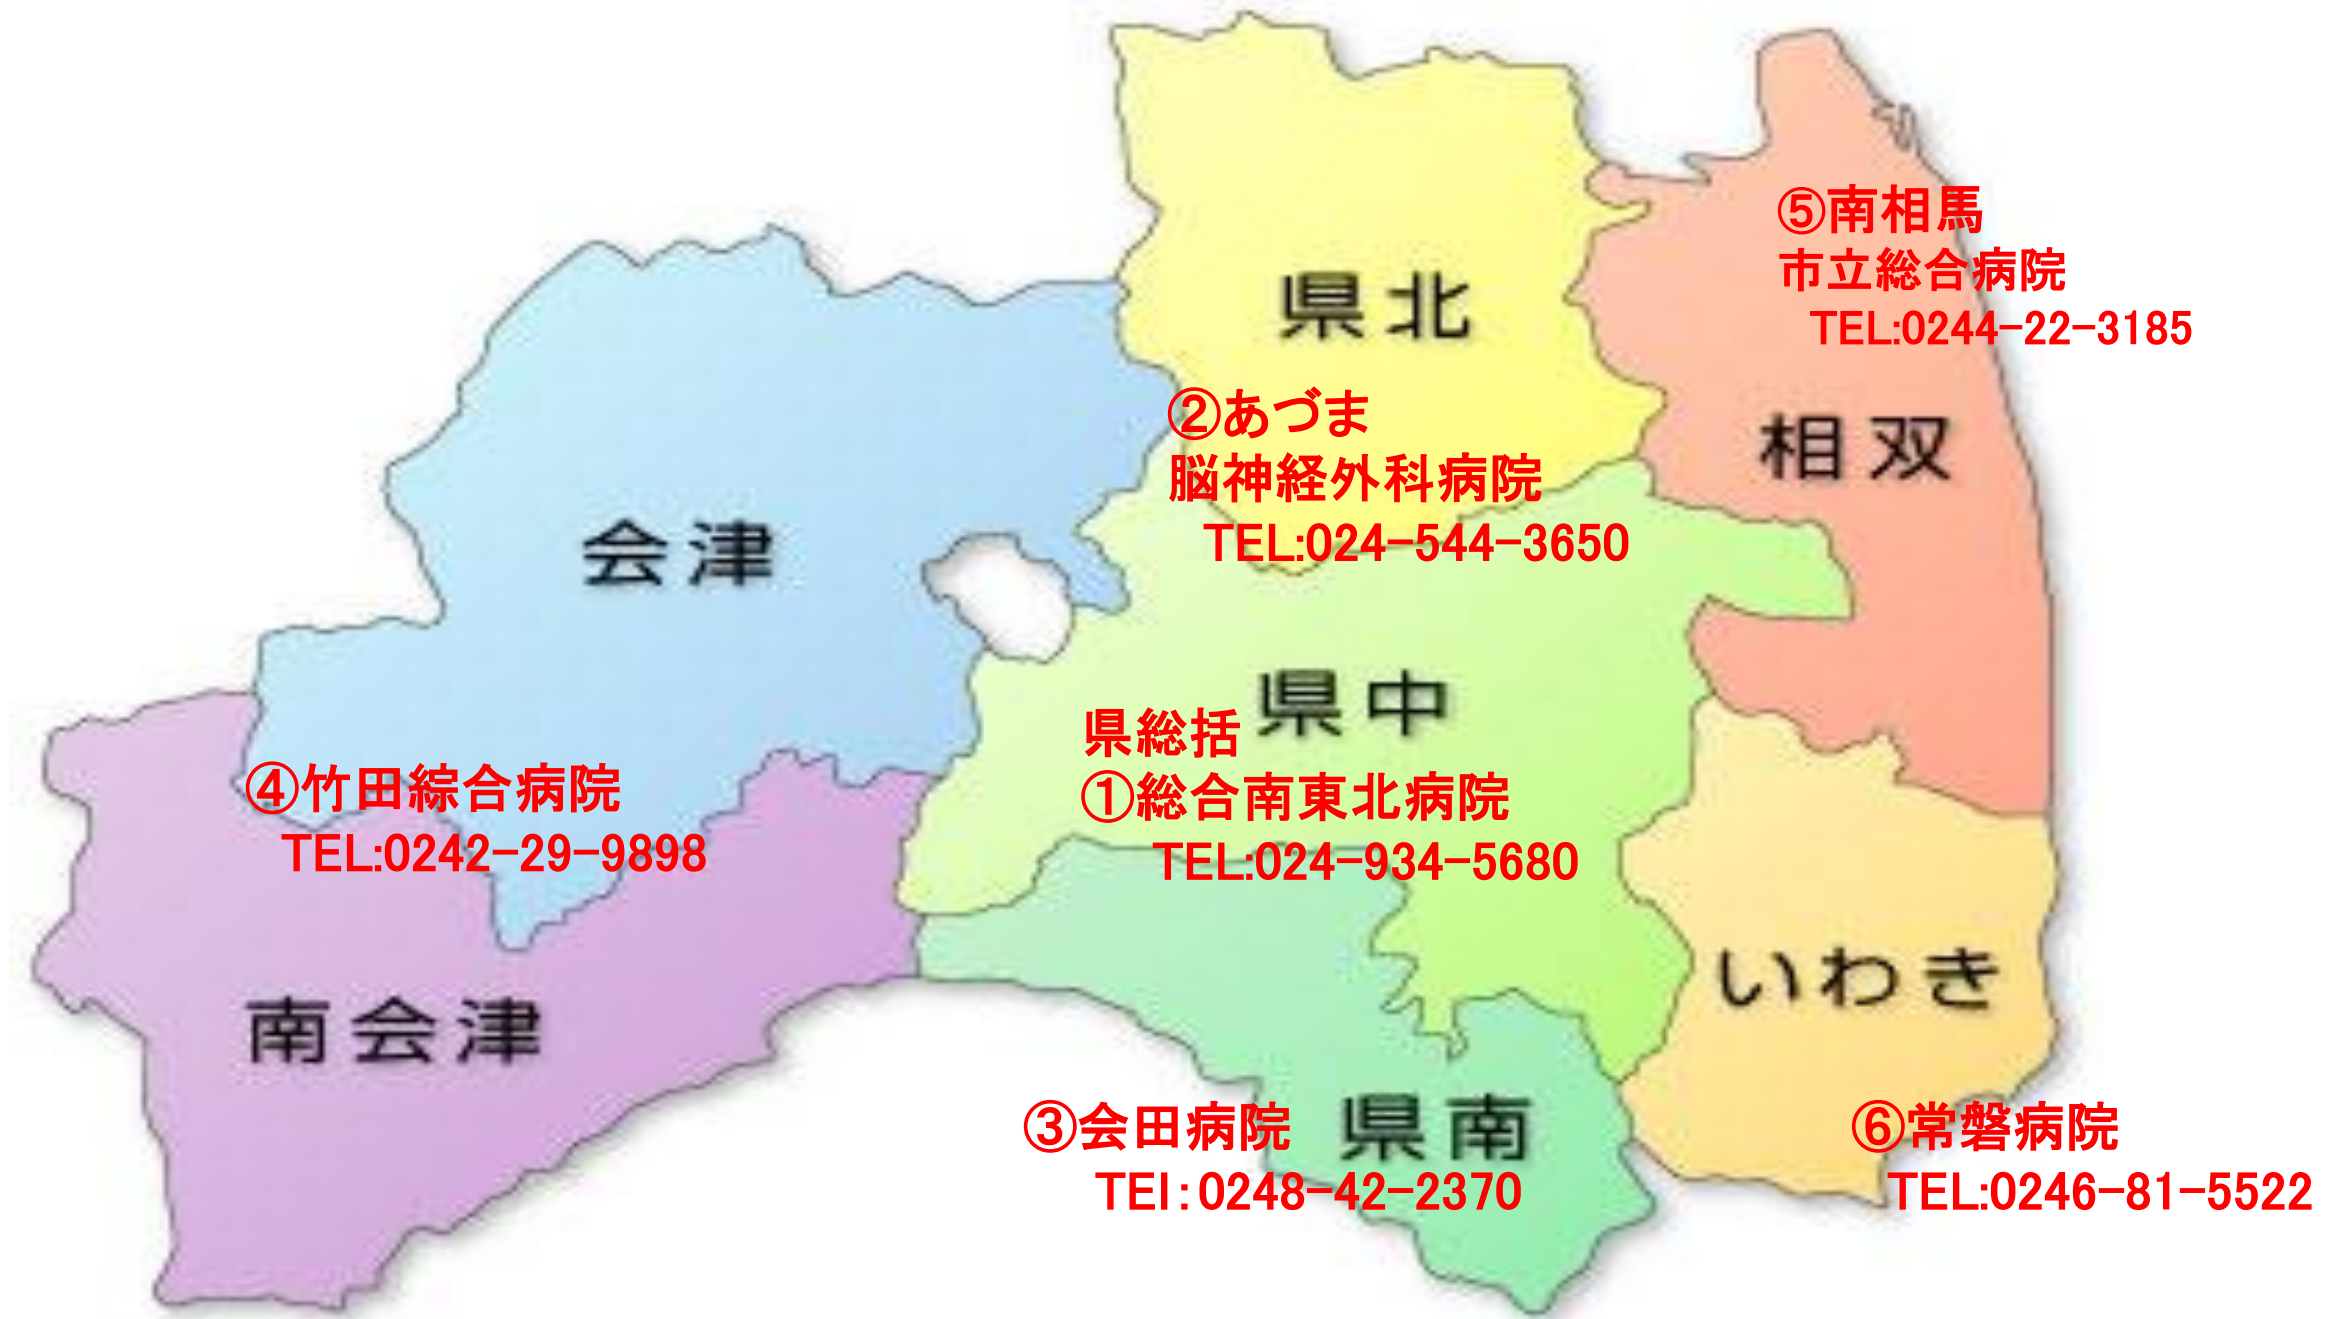 県北
⑤南相馬
市立総合病院
TEL:0244-22-3185
相双
②あづま
脳神経外科病院
TEL:024-544-3650
会津
県中
県総括
①総合南東北病院
TEL:024-934-5680
④竹田綜合病院
TEL:0242-29-9898
南会津
いわき
③会田病院
TEl:0248-42-2370
県南
⑥常磐病院
TEL:0246-81-5522